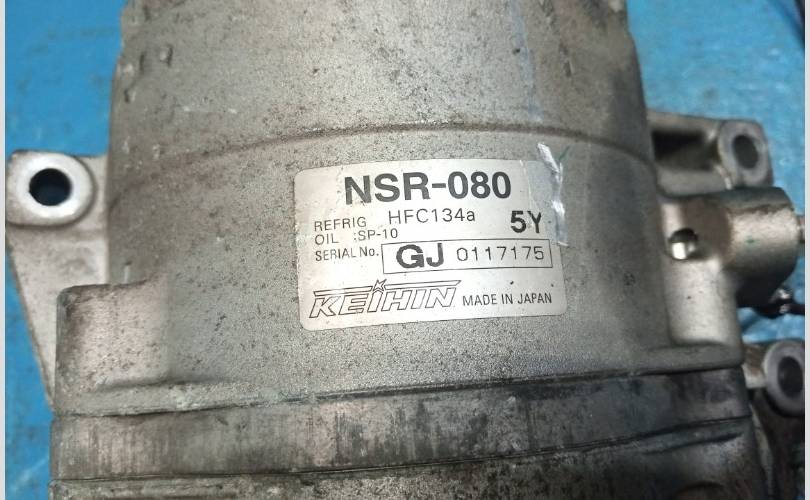 NSR-080
REFRIG HFC134a 5Y
OIL :SP-10
SERIAL No. GJ 0117175
KEIHIN MADE IN JAPAN